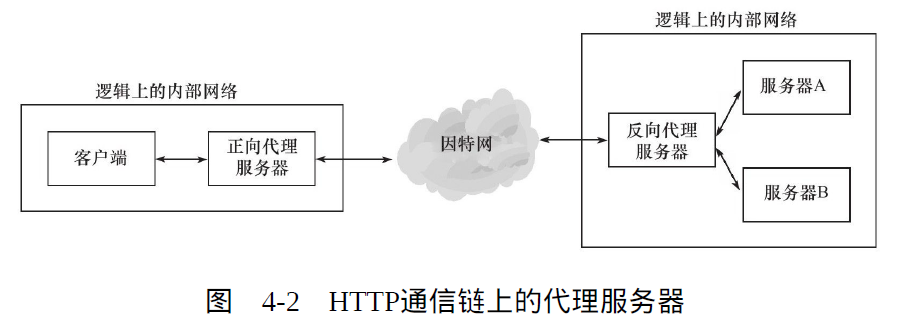 逻辑上的内部网络
客户端
正向代理
服务器
因特网
逻辑上的内部网络
反向代理
服务器
服务器A
服务器B
图 4-2 HTTP通信链上的代理服务器